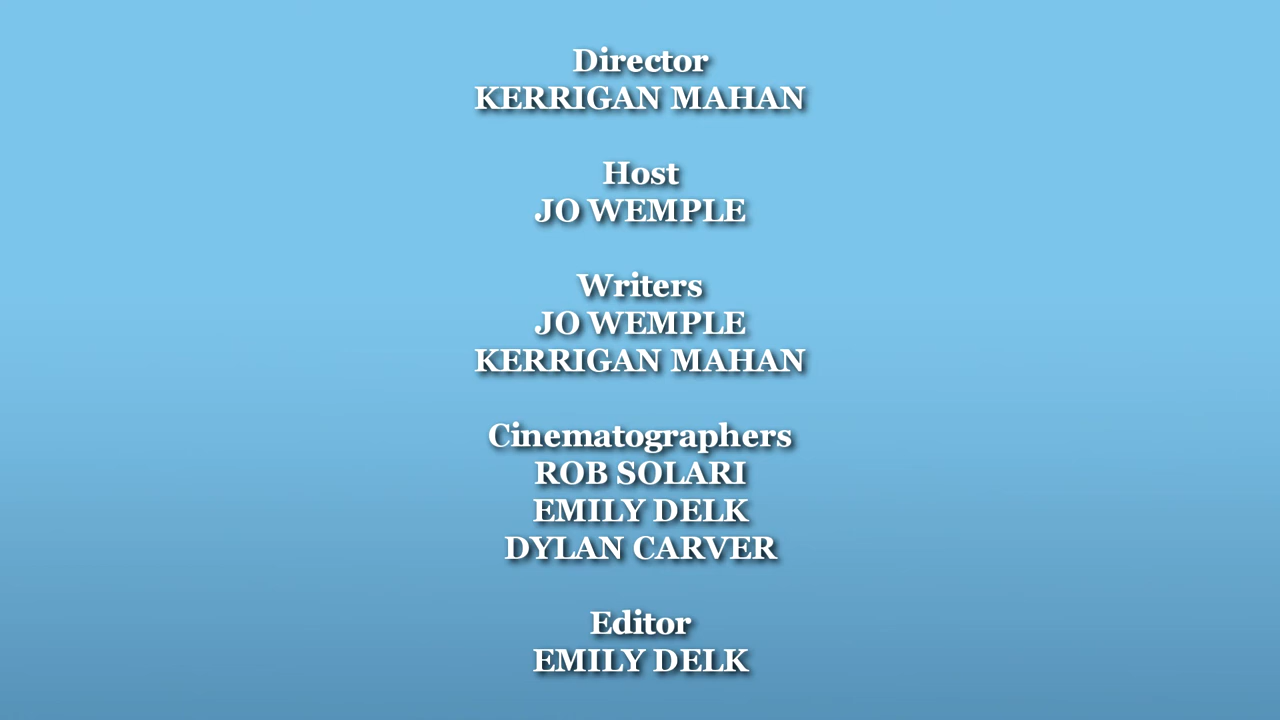 Director
KERRIGAN MAHAN
Host
JO WEMPLE
Writers
JO WEMPLE
KERRIGAN MAHAN
Cinematographers
ROB SOLARI
EMILY DELK
DYLAN CARVER
Editor
EMILY DELK